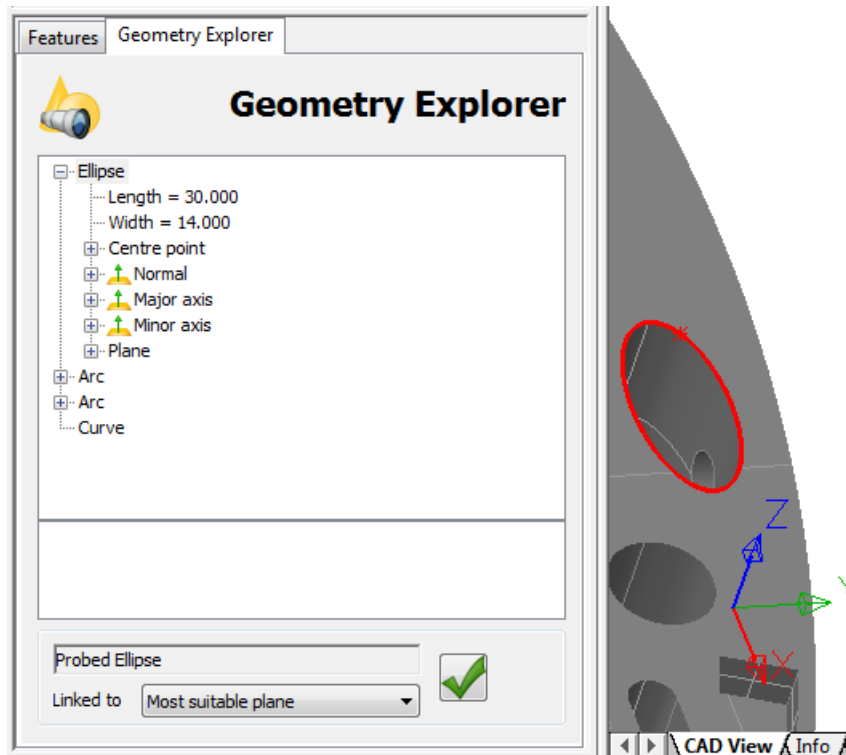 Features
Geometry Explorer
Geometry Explorer
Ellipse
Length = 30.000
Width = 14.000
Centre point
Normal
Major axis
Minor axis
Plane
Arc
Arc
Curve
Z
Y
X
Probed Ellipse
Linked to Most suitable plane
CAD View Info